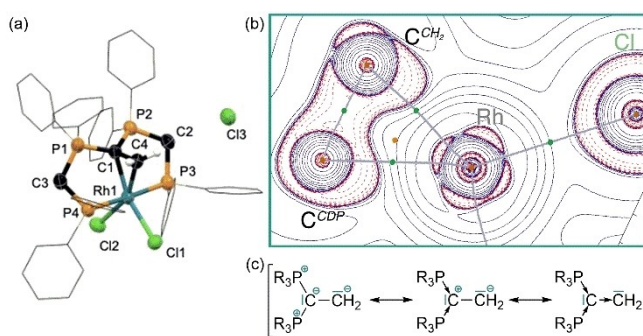 (a)
P2
C2
P1
C4
C1
P3
C3
Rh1
P4
Cl2
Cl1
Cl3
(b)
C^CH₂
Cl
Rh
C^CDP
(c)
R₃P⊕ R₃P R₃P
|C⊖—CH₂⊖ ↔ |C⊕—CH₂⊖ ↔ |C→CH₂
R₃P⊕ R₃P R₃P